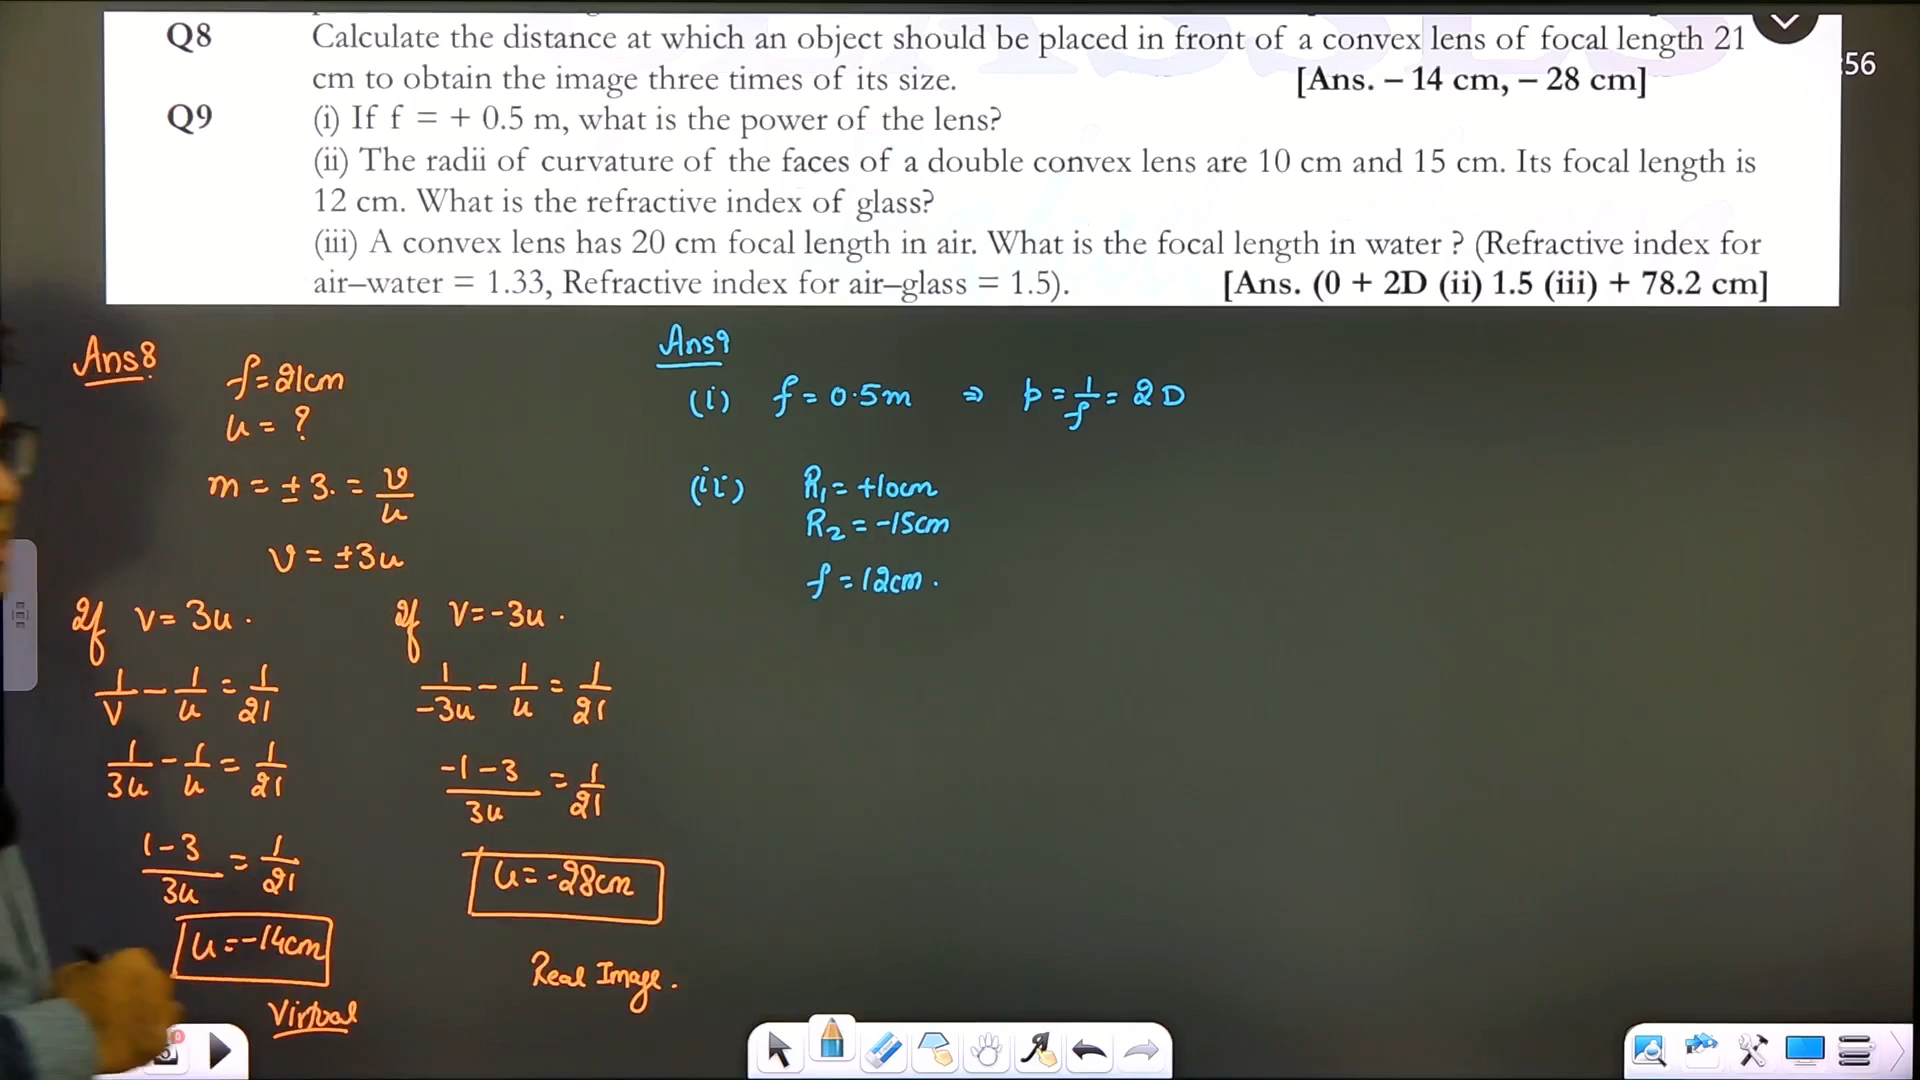 Q8 Calculate the distance at which an object should be placed in front of a convex lens of focal length 21
cm to obtain the image three times of its size. [Ans. – 14 cm, – 28 cm]
Q9 (i) If f = + 0.5 m, what is the power of the lens?
(ii) The radii of curvature of the faces of a double convex lens are 10 cm and 15 cm. Its focal length is
12 cm. What is the refractive index of glass?
(iii) A convex lens has 20 cm focal length in air. What is the focal length in water ? (Refractive index for
air–water = 1.33, Refractive index for air–glass = 1.5). [Ans. (0 + 2D (ii) 1.5 (iii) + 78.2 cm]
:56
Ans8
f = 21cm
u = ?
m = ± 3. = v/u
v = ±3u
If v = 3u .
1/v - 1/u = 1/21
1/3u - 1/u = 1/21
1-3/3u = 1/21
u = -14cm
Virtual
If v = -3u .
1/-3u - 1/u = 1/21
-1-3/3u = 1/21
u = -28cm
Real Image .
Ans9
(i) f = 0.5m ⇒ p = 1/f = 2D
(ii) R₁ = +10cm
R₂ = -15cm
f = 12cm .